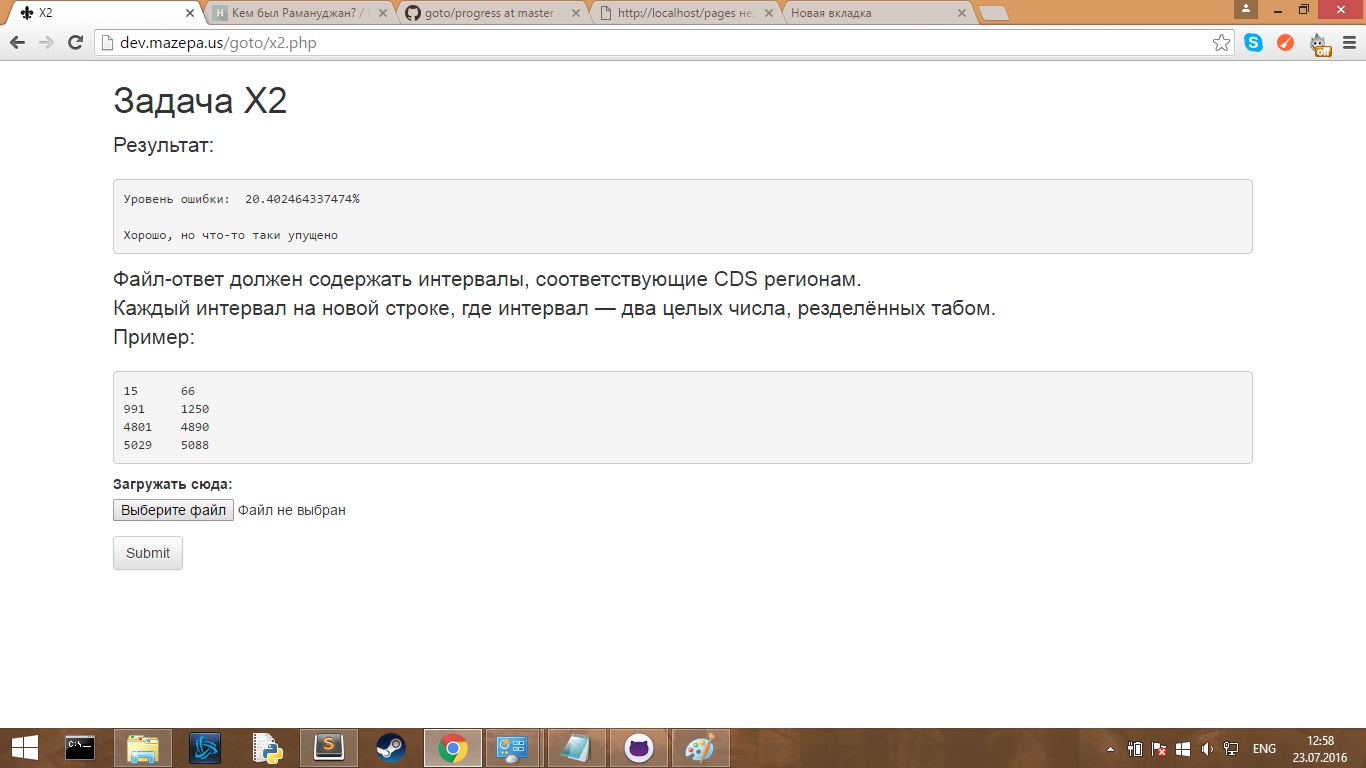 X2
Кем был Рамануджан? /
goto/progress at master
http://localhost/pages не
Новая вкладка
dev.mazepa.us/goto/x2.php
off
Задача X2
Результат:
Уровень ошибки:  20.402464337474%
Хорошо, но что-то таки упущено
Файл-ответ должен содержать интервалы, соответствующие CDS регионам.
Каждый интервал на новой строке, где интервал — два целых числа, резделённых табом.
Пример:
15 66
991 1250
4801 4890
5029 5088
Загружать сюда:
Выберите файл Файл не выбран
Submit
ENG
12:58
23.07.2016